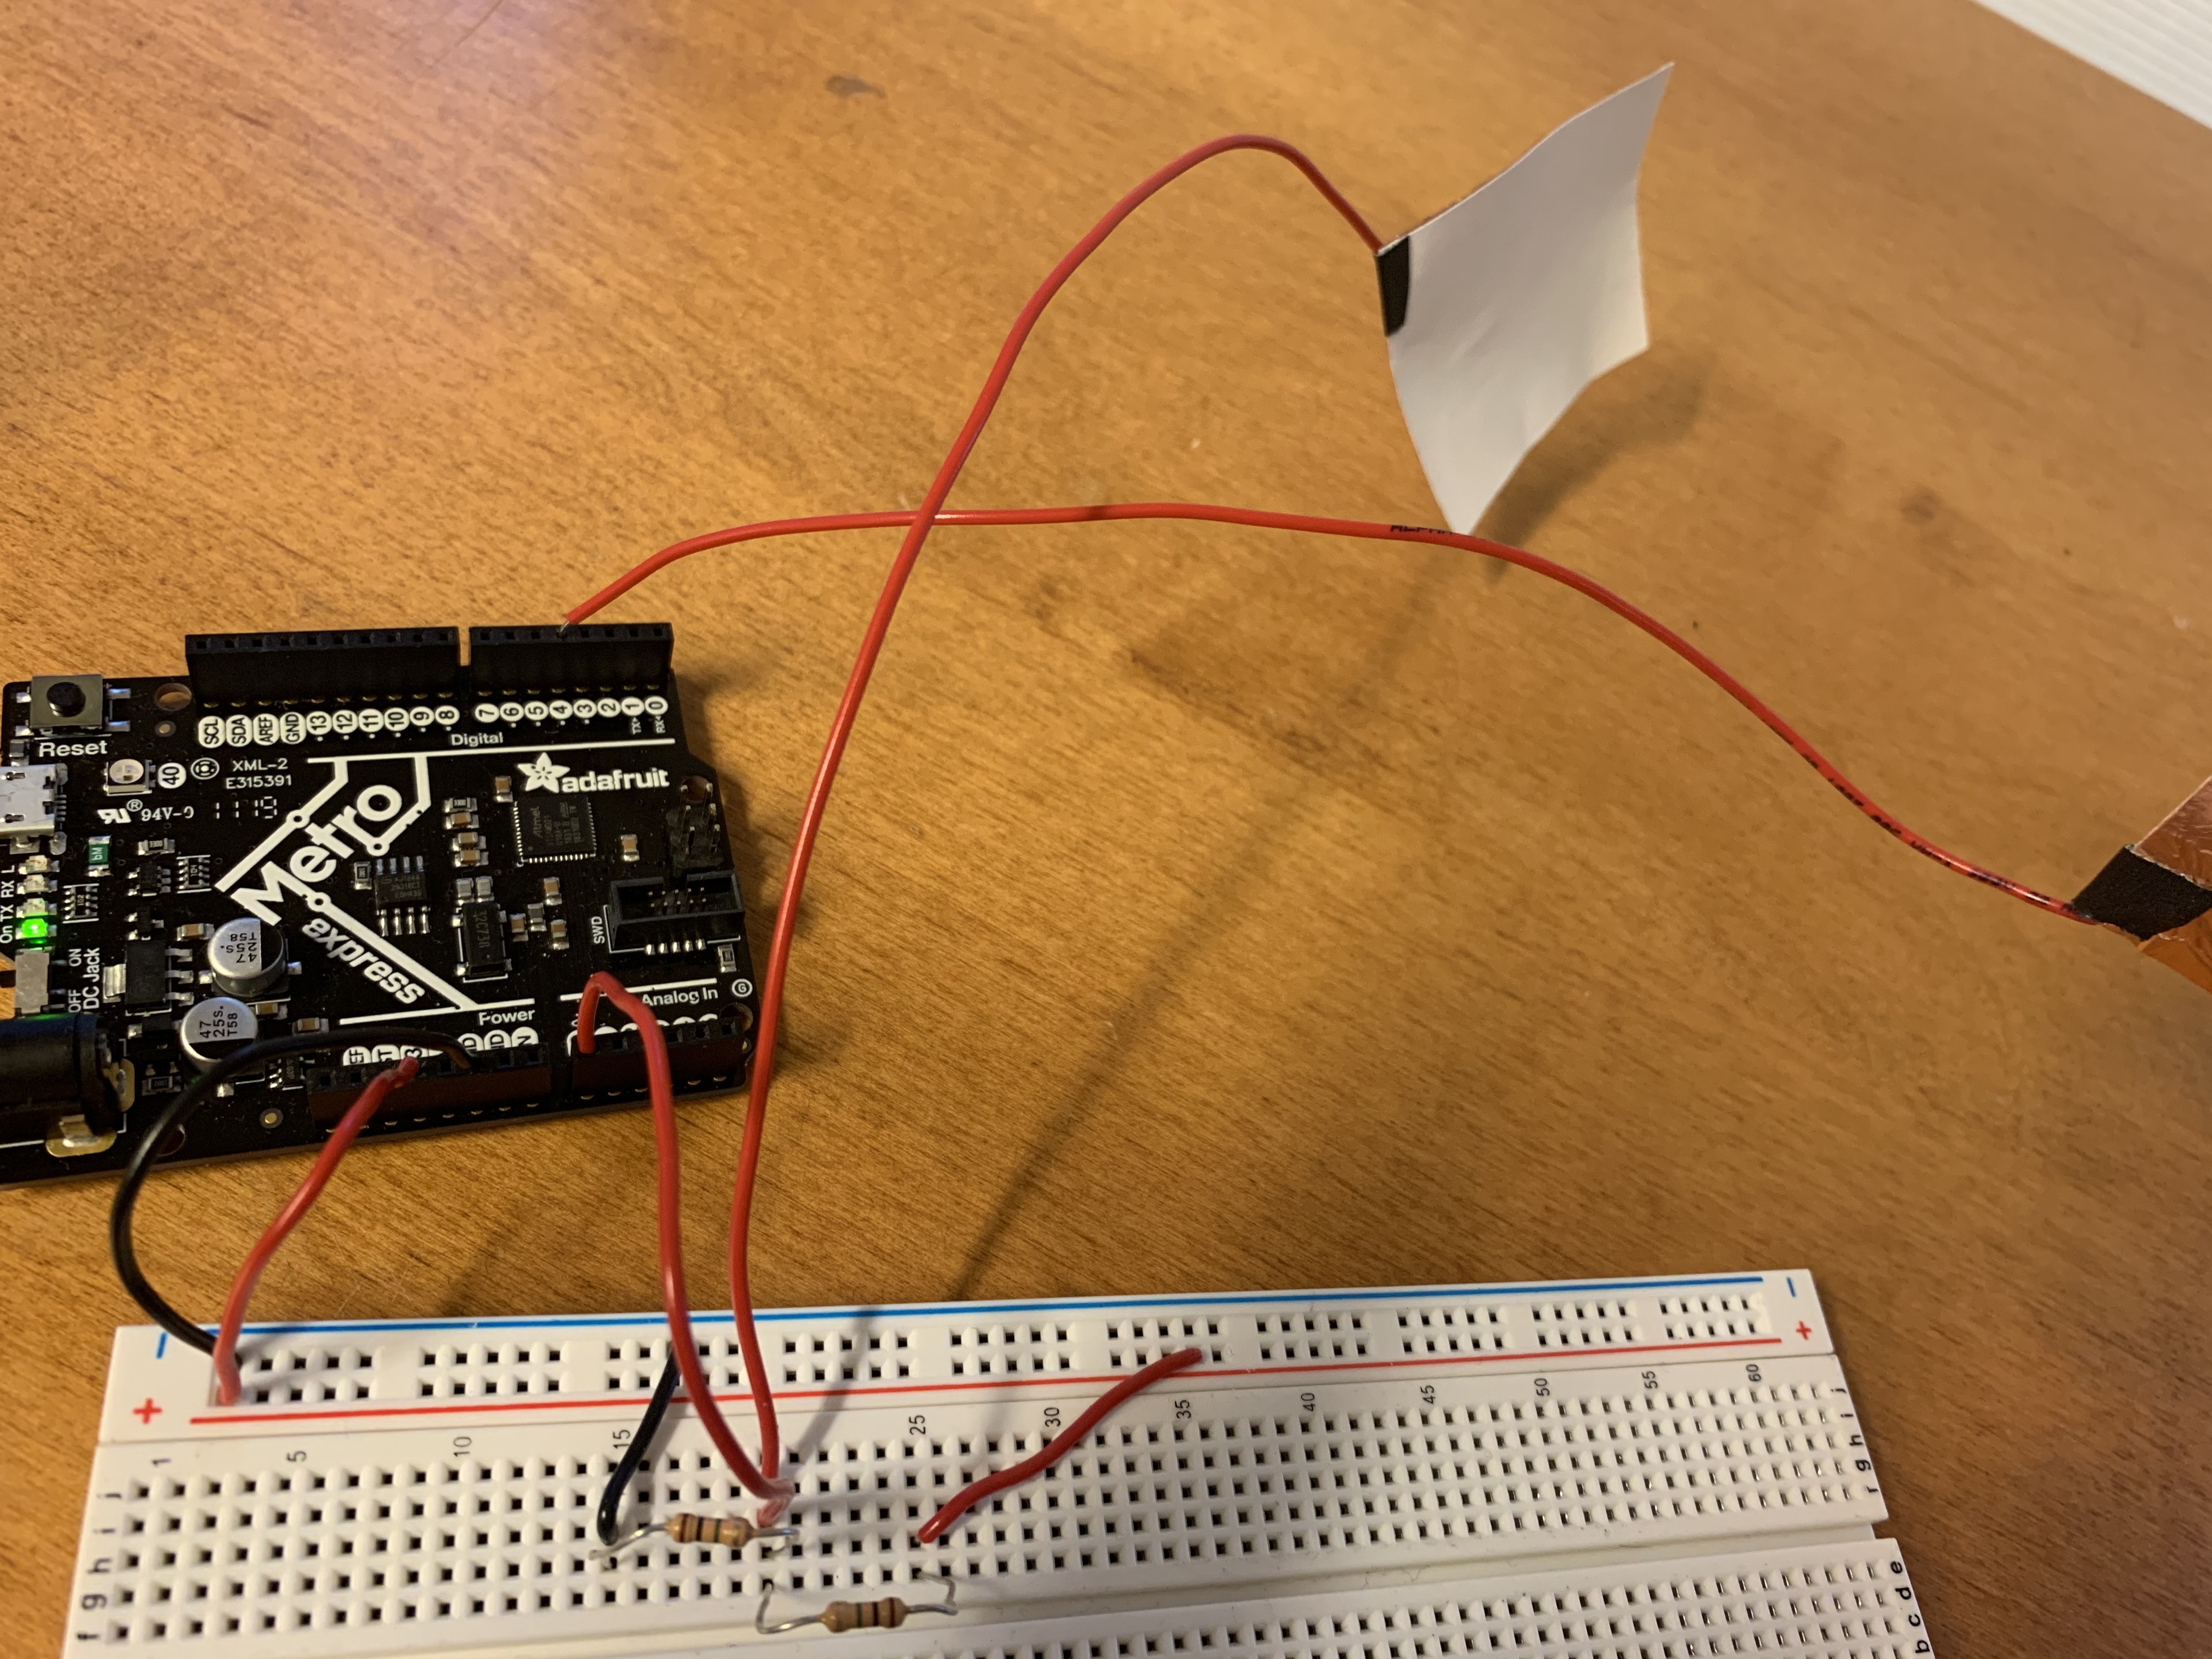 SCL SDA AREF GND 13 12 11 10 9 8 7 6 5 4 3 2 TX▸1 RX◂0
Digital
Reset
40
XML-2
E315391
94V-0
1119
adafruit
Metro
express
L
RX
TX
On
SWD
47
25s.
T58
47
25s.
T58
ON
OFF
DC Jack
Power
Analog In
- -
+ +
1 5 10 15 25 30 35 40 45 50 55 60
j i h g f
j i h g f
e d c b